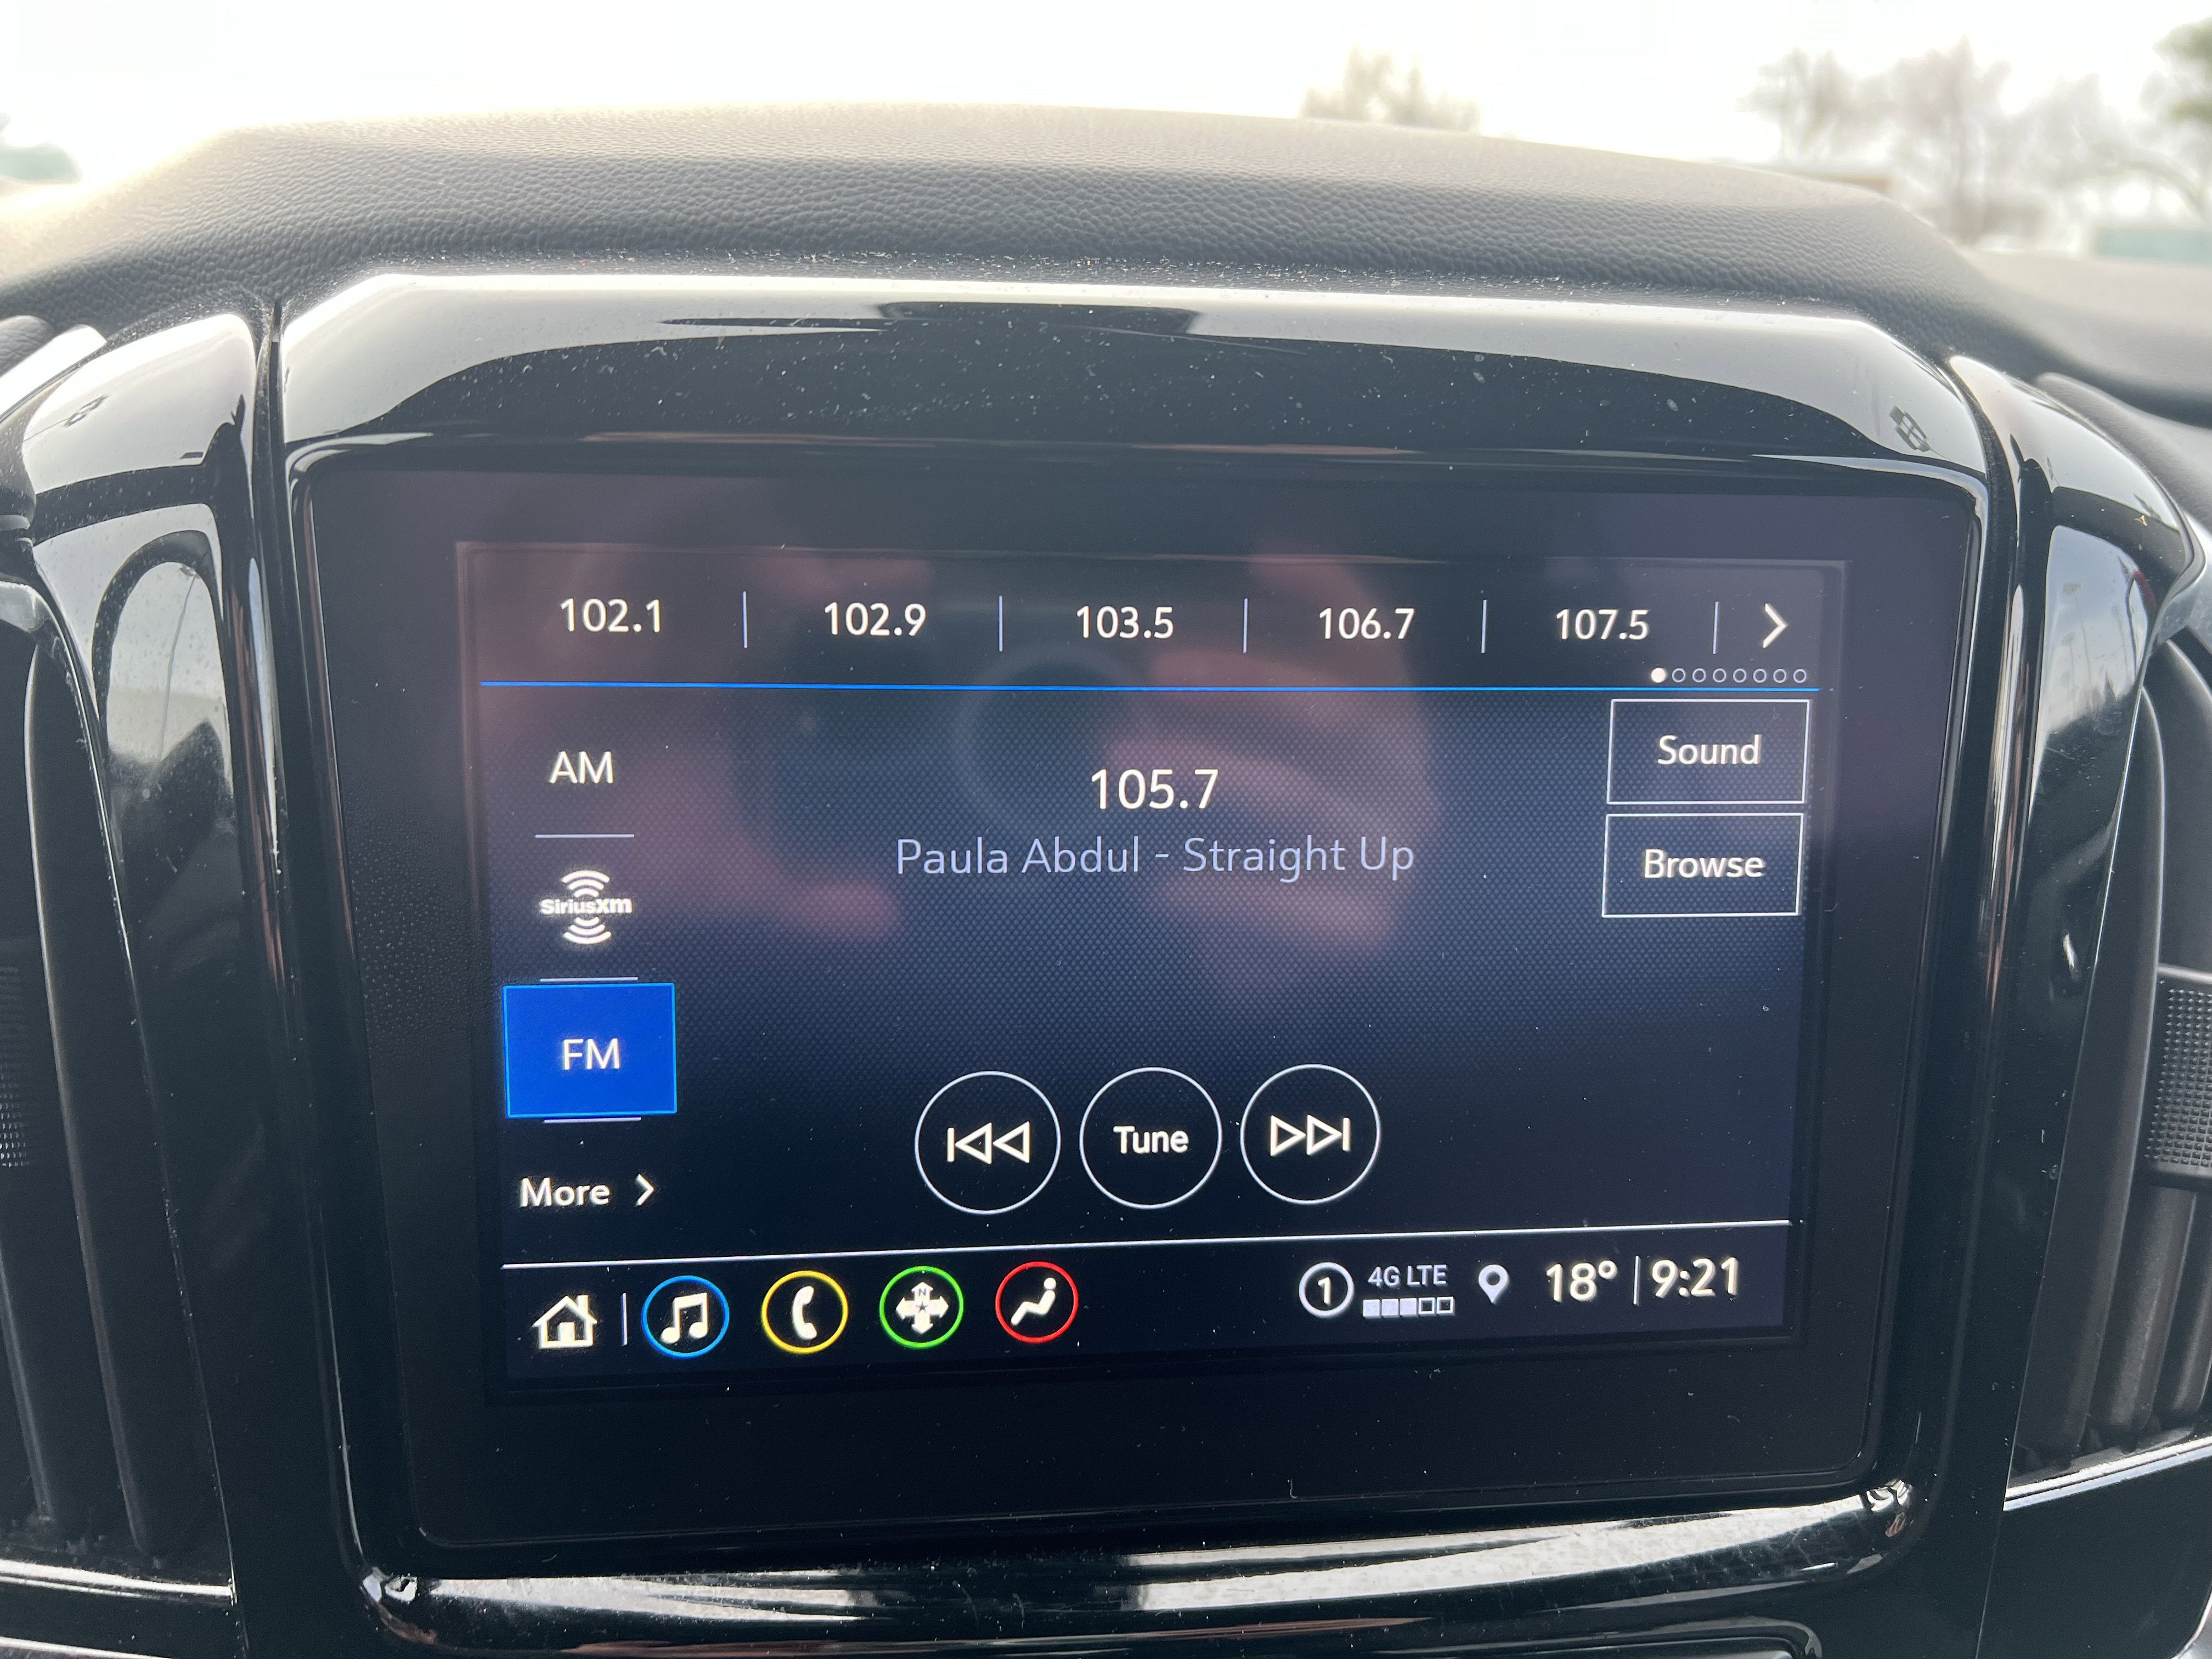 102.1 | 102.9 | 103.5 | 106.7 | 107.5
Sound
AM
105.7
Paula Abdul - Straight Up
Browse
SiriusXm
FM
Tune
More
N
1 4G LTE 18° | 9:21